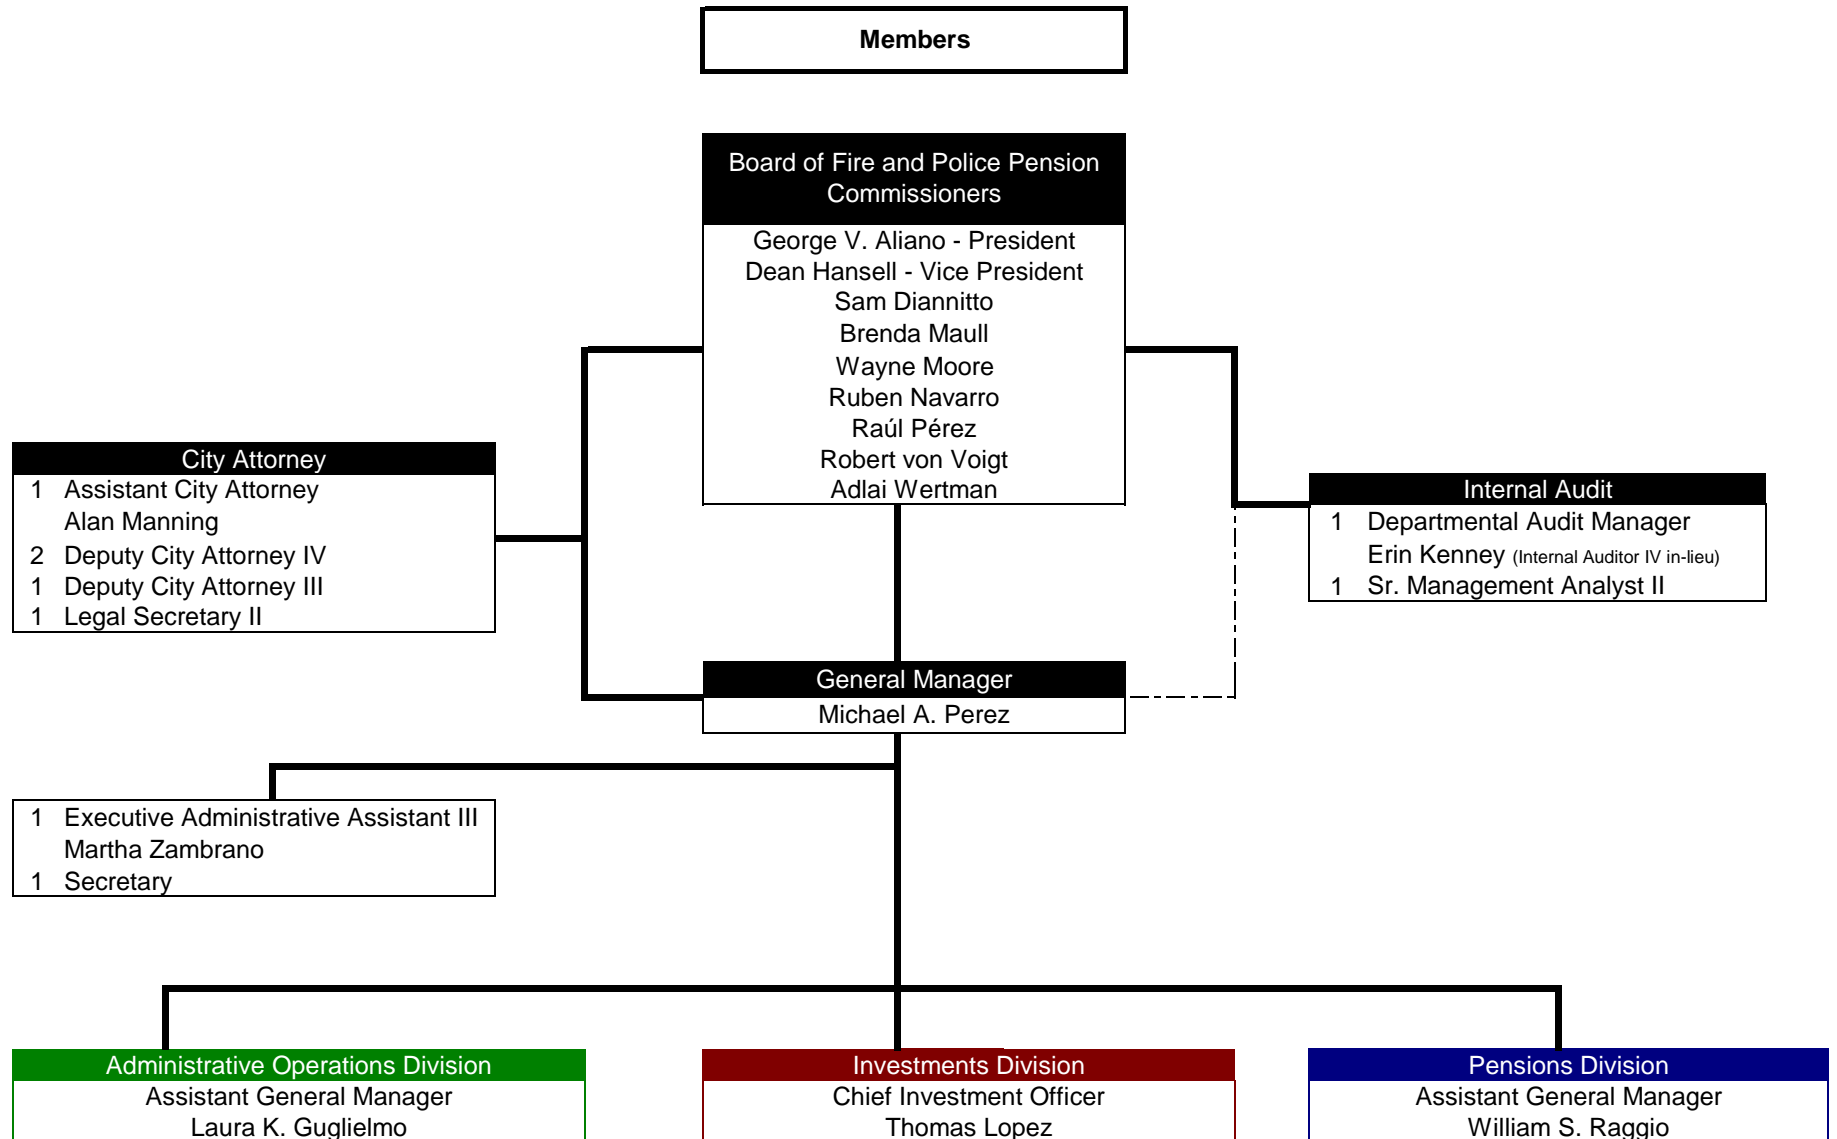 Members
Board of Fire and Police Pension
Commissioners
George V. Aliano - President
Dean Hansell - Vice President
Sam Diannitto
Brenda Maull
Wayne Moore
Ruben Navarro
Raúl Pérez
Robert von Voigt
Adlai Wertman
City Attorney
1 Assistant City Attorney
Alan Manning
2 Deputy City Attorney IV
1 Deputy City Attorney III
1 Legal Secretary II
Internal Audit
1 Departmental Audit Manager
Erin Kenney (Internal Auditor IV in-lieu)
1 Sr. Management Analyst II
General Manager
Michael A. Perez
1 Executive Administrative Assistant III
Martha Zambrano
1 Secretary
Administrative Operations Division
Assistant General Manager
Laura K. Guglielmo
Investments Division
Chief Investment Officer
Thomas Lopez
Pensions Division
Assistant General Manager
William S. Raggio